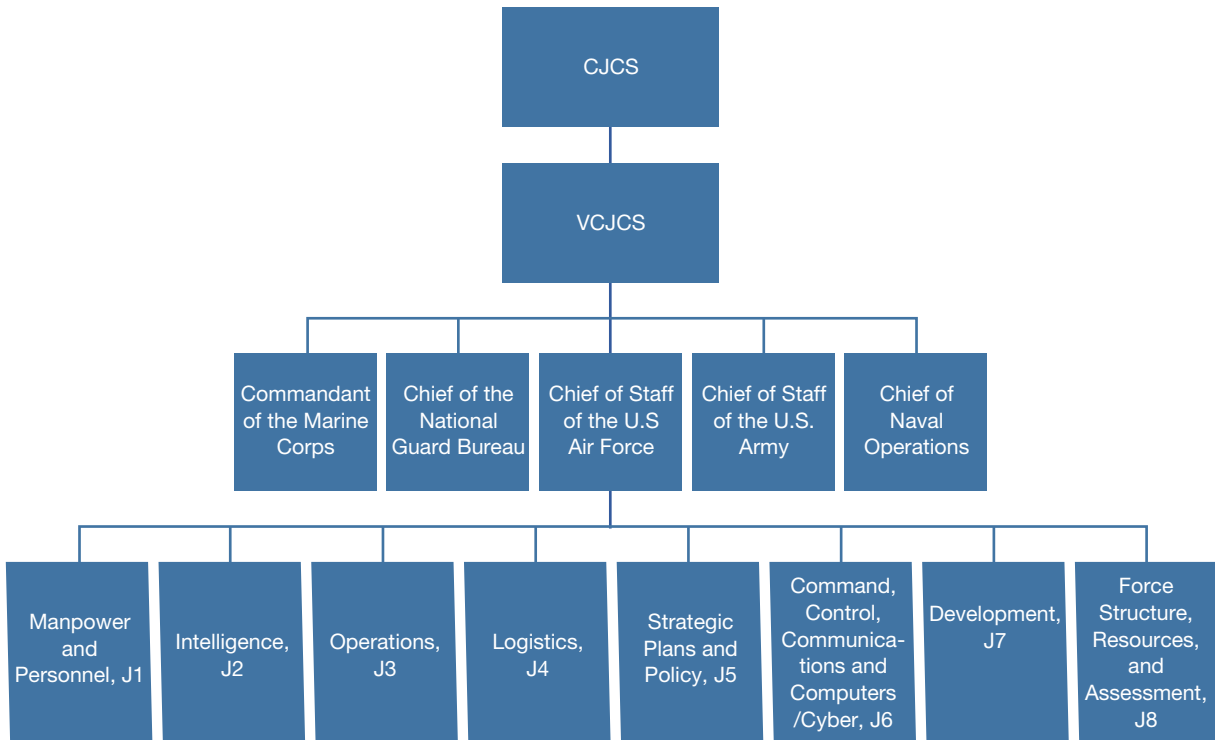 CJCS
VCJCS
Commandant
of the Marine
Corps
Chief of the
National
Guard Bureau
Chief of Staff
of the U.S
Air Force
Chief of Staff
of the U.S.
Army
Chief of
Naval
Operations
Manpower
and
Personnel, J1
Intelligence,
J2
Operations,
J3
Logistics,
J4
Strategic
Plans and
Policy, J5
Command,
Control,
Communica-
tions and
Computers
/Cyber, J6
Development,
J7
Force
Structure,
Resources,
and
Assessment,
J8